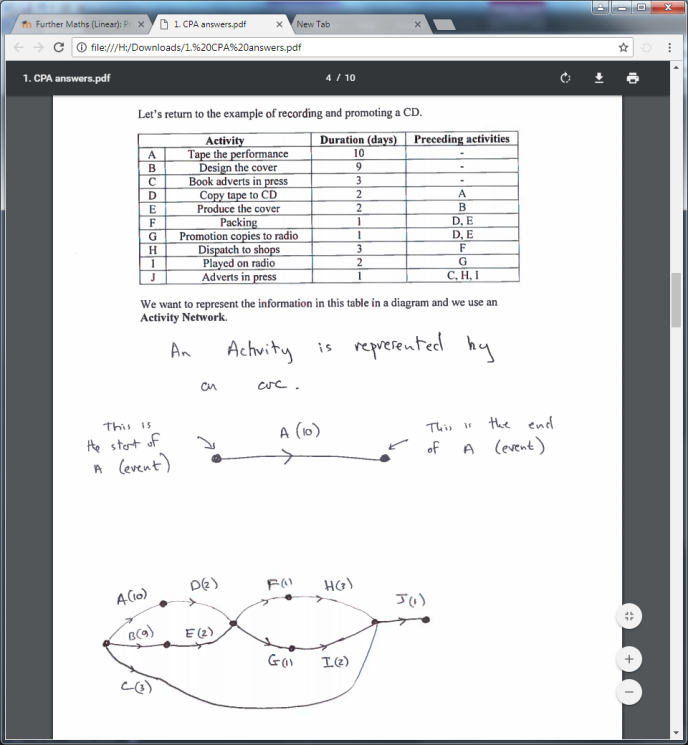 Further Maths (Linear): Pr
1. CPA answers.pdf
New Tab
file:///H:/Downloads/1.%20CPA%20answers.pdf
1. CPA answers.pdf
4 / 10
Let's return to the example of recording and promoting a CD.
Activity Duration (days) Preceding activities
A Tape the performance 10 -
B Design the cover 9 -
C Book adverts in press 3 -
D Copy tape to CD 2 A
E Produce the cover 2 B
F Packing 1 D, E
G Promotion copies to radio 1 D, E
H Dispatch to shops 3 F
I Played on radio 2 G
J Adverts in press 1 C, H, I
We want to represent the information in this table in a diagram and we use an
Activity Network.
An Activity is represented by
an arc.
This is
the start of
A (event)
A (10)
This is the end
of A (event)
A(10)
D(2)
F(1)
H(3)
J(1)
B(9)
E(2)
G(1)
I(2)
C(3)